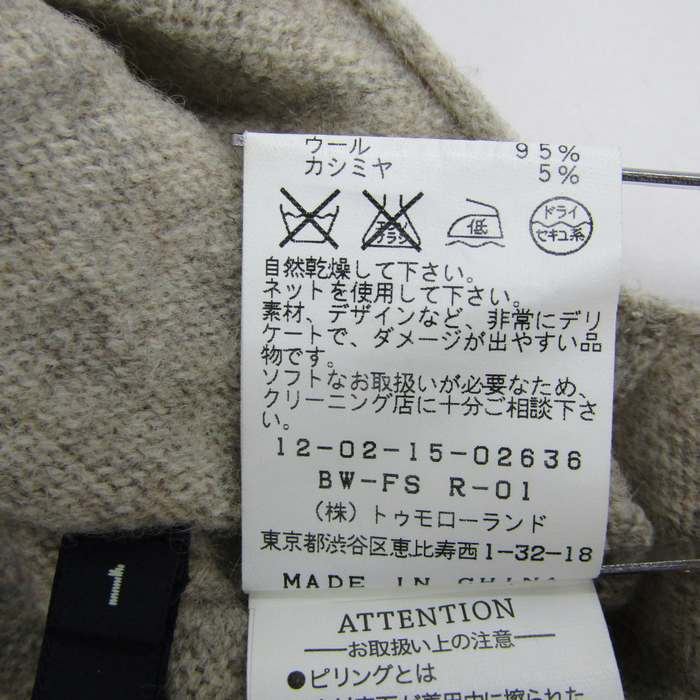 ウール 95%
カシミヤ 5%
低
ドライ
セキユ系
自然乾燥して下さい。
ネットを使用して下さい。
素材、デザインなど、非常にデリ
ケートで、ダメージが出やすい品
物です。
ソフトなお取扱いが必要なため、
クリーニング店に十分ご相談下さ
い。
12-02-15-02636
BW-FS R-01
(株)トゥモローランド
東京都渋谷区恵比寿西1-32-18
MADE IN CHINA
ATTENTION
お取扱い上の注意
●ピリングとは